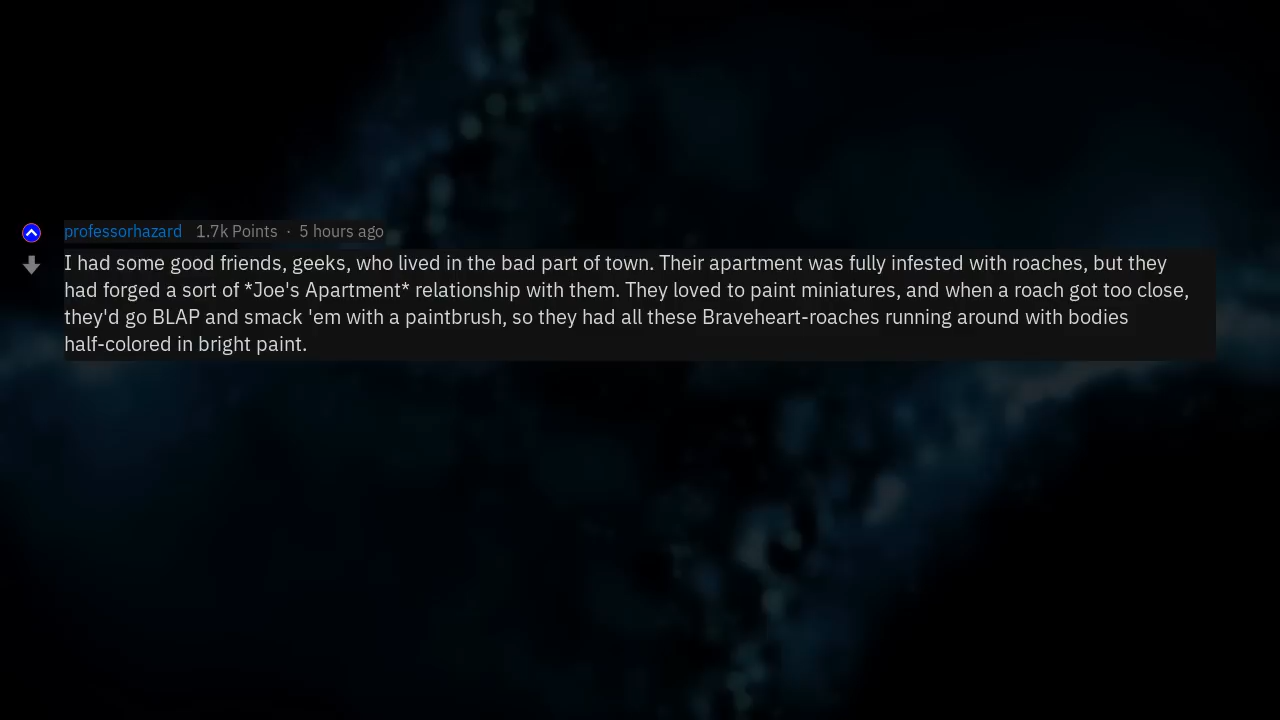 professorhazard 1.7k Points · 5 hours ago
I had some good friends, geeks, who lived in the bad part of town. Their apartment was fully infested with roaches, but they
had forged a sort of *Joe's Apartment* relationship with them. They loved to paint miniatures, and when a roach got too close,
they'd go BLAP and smack 'em with a paintbrush, so they had all these Braveheart-roaches running around with bodies
half-colored in bright paint.